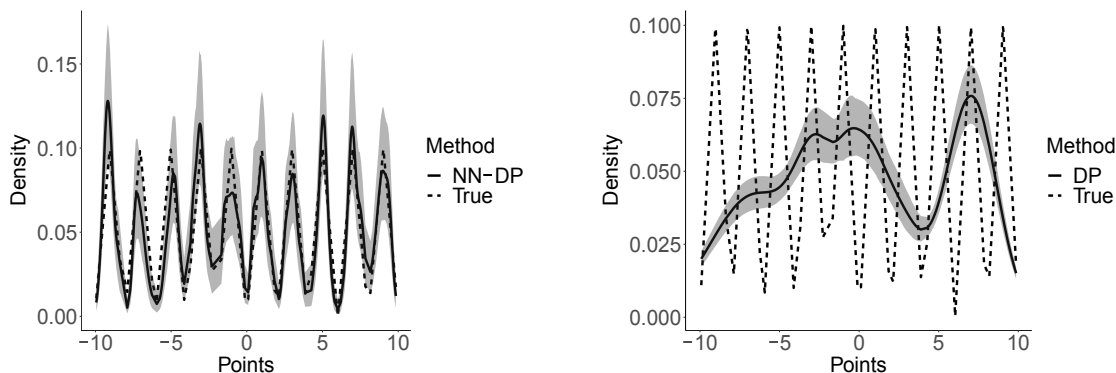 0.15
0.10
0.05
0.00
Density
−10 −5 0 5 10
Points
Method
NN−DP
True
0.100
0.075
0.050
0.025
0.000
Density
−10 −5 0 5 10
Points
Method
DP
True